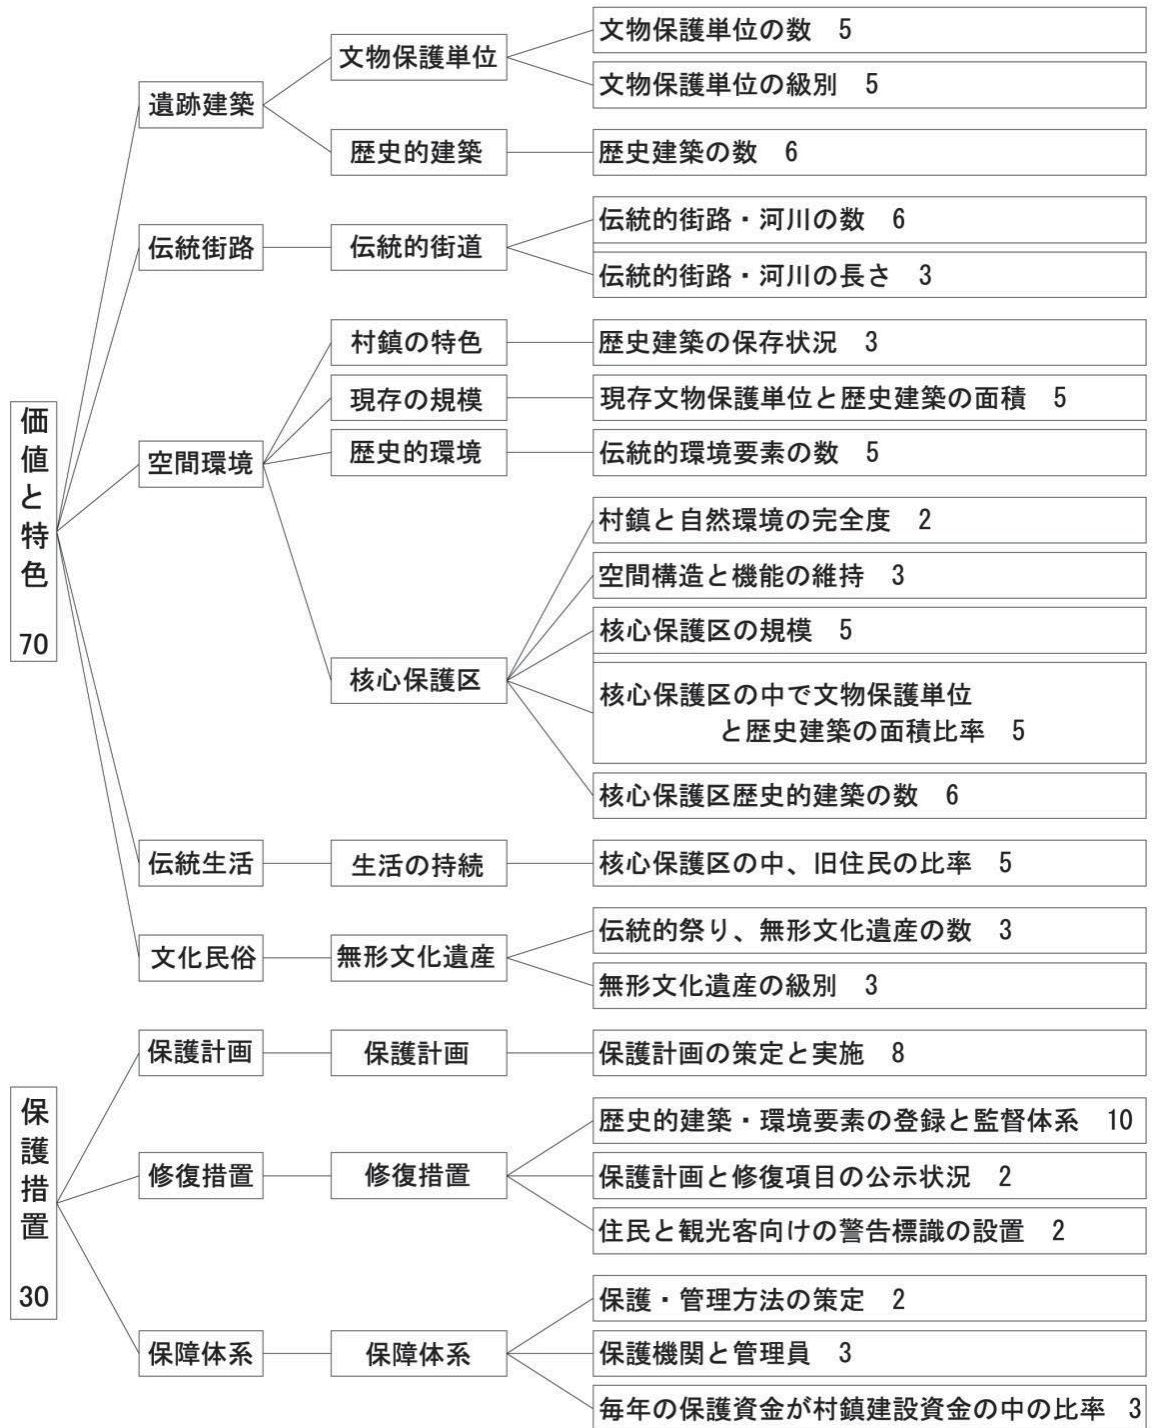 価値と特色 70
遺跡建築
文物保護単位
文物保護単位の数 5
文物保護単位の級別 5
歴史的建築
歴史建築の数 6
伝統街路
伝統的街道
伝統的街路・河川の数 6
伝統的街路・河川の長さ 3
空間環境
村鎮の特色
歴史建築の保存状況 3
現存の規模
現存文物保護単位と歴史建築の面積 5
歴史的環境
伝統的環境要素の数 5
核心保護区
村鎮と自然環境の完全度 2
空間構造と機能の維持 3
核心保護区の規模 5
核心保護区の中で文物保護単位
と歴史建築の面積比率 5
核心保護区歴史的建築の数 6
伝統生活
生活の持続
核心保護区の中、旧住民の比率 5
文化民俗
無形文化遺産
伝統的祭り、無形文化遺産の数 3
無形文化遺産の級別 3
保護措置 30
保護計画
保護計画
保護計画の策定と実施 8
修復措置
修復措置
歴史的建築・環境要素の登録と監督体系 10
保護計画と修復項目の公示状況 2
住民と観光客向けの警告標識の設置 2
保障体系
保障体系
保護・管理方法の策定 2
保護機関と管理員 3
毎年の保護資金が村鎮建設資金の中の比率 3